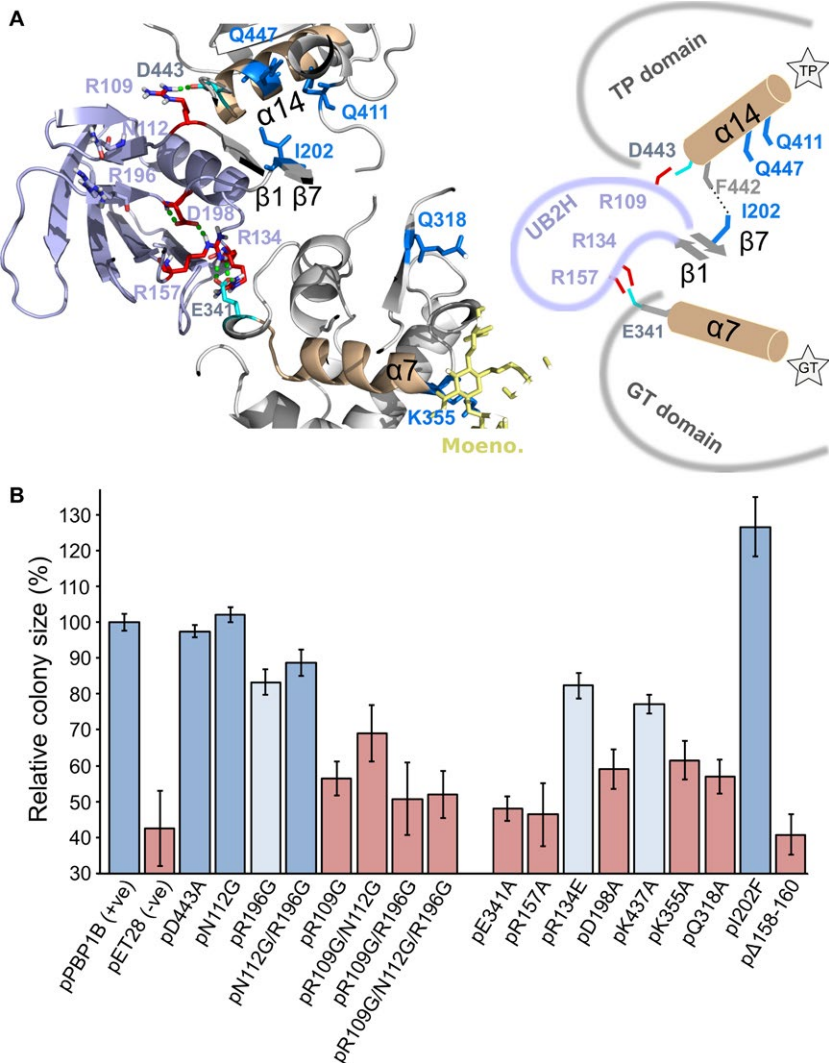 A
Q447
D443
R109
α14
Q411
N112
I202
R196
β1 β7
D198
Q318
R134
R157
E341
α7
K355
Moeno.
TP domain
TP
α14
Q411
Q447
D443
F442
R109
I202
UB2H
R134
β7
β1
R157
E341
α7
GT
GT domain
B
Relative colony size (%)
130
120
110
100
90
80
70
60
50
40
30
pPBP1B (+ve)
pET28 (-ve)
pD443A
pN112G
pR196G
pN112G/R196G
pR109G
pR109G/N112G
pR109G/R196G
pR109G/N112G/R196G
pE341A
pR157A
pR134E
pD198A
pK437A
pK355A
pQ318A
pI202F
pΔ158-160